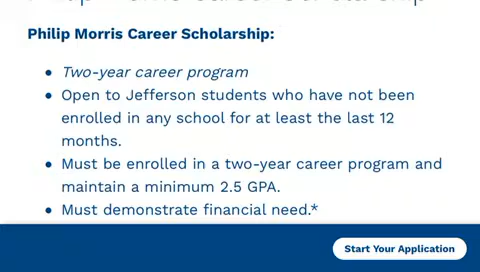 Philip Morris Career Scholarship:
Two-year career program
Open to Jefferson students who have not been
enrolled in any school for at least the last 12
months.
Must be enrolled in a two-year career program and
maintain a minimum 2.5 GPA.
Must demonstrate financial need.*
Start Your Application